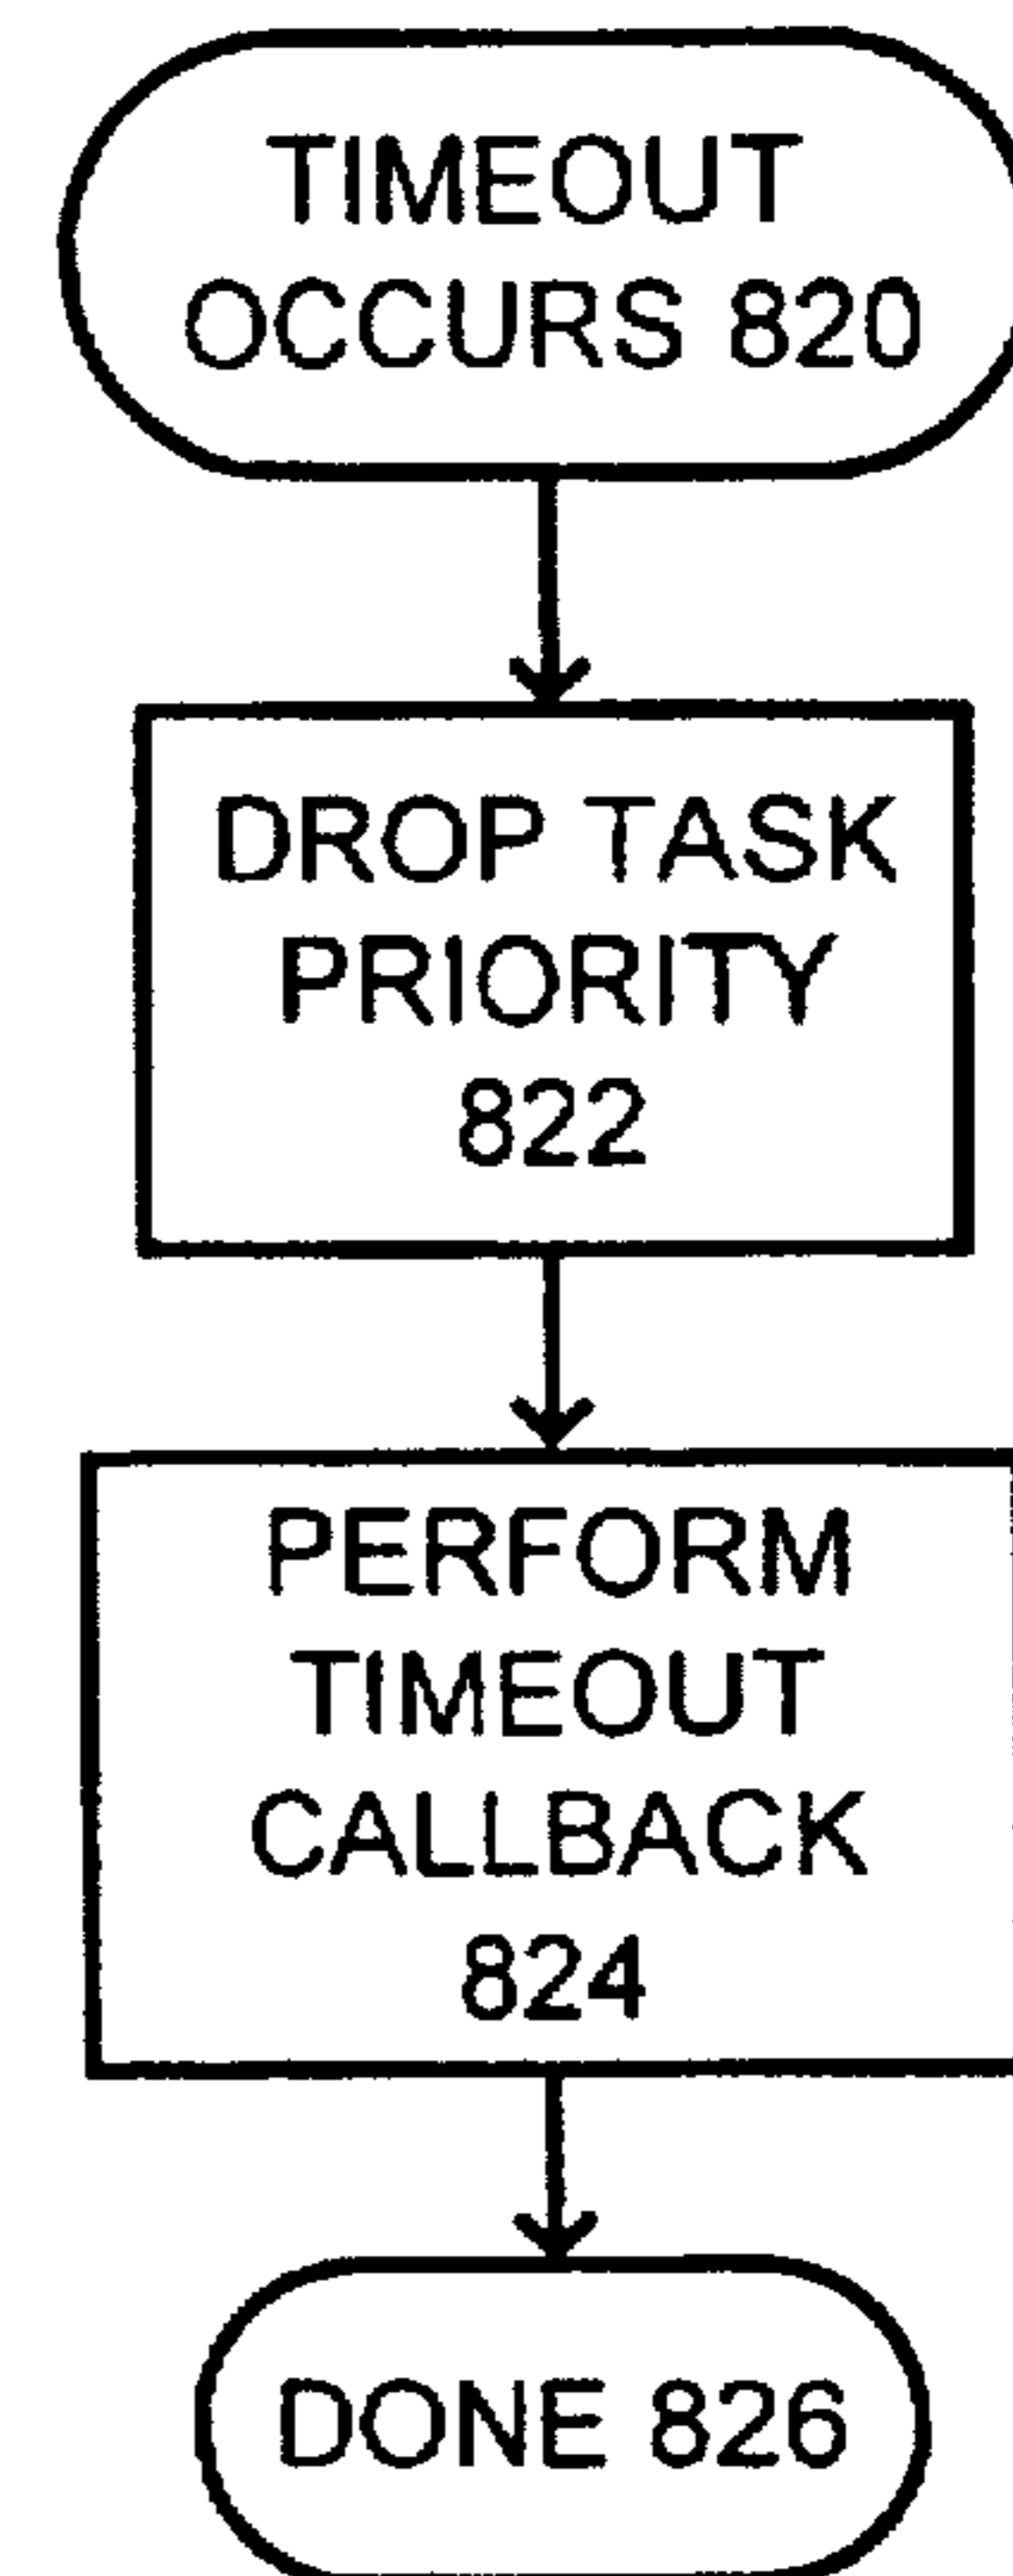 TIMEOUT
OCCURS 820
DROP TASK
PRIORITY
822
PERFORM
TIMEOUT
CALLBACK
824
DONE 826